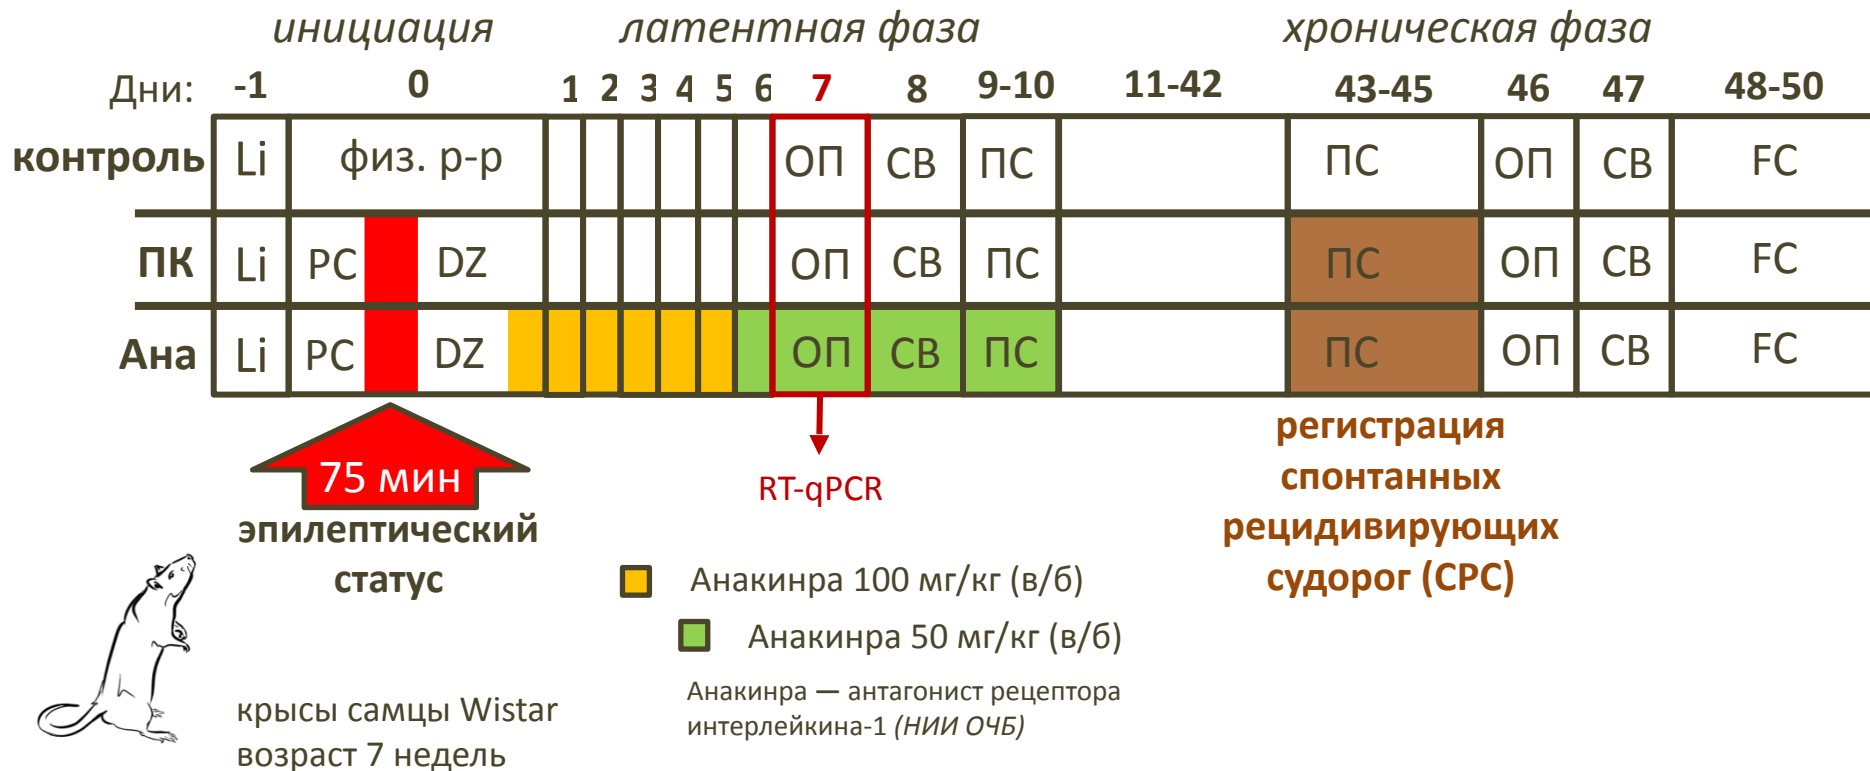 инициация латентная фаза хроническая фаза
Дни: -1 0 1 2 3 4 5 6 7 8 9-10 11-42 43-45 46 47 48-50
контроль Li физ. р-р ОП СВ ПС ПС ОП СВ FC
ПК Li PC DZ ОП СВ ПС ПС ОП СВ FC
Ана Li PC DZ ОП СВ ПС ПС ОП СВ FC
75 мин
эпилептический
статус
RT-qPCR
регистрация
спонтанных
рецидивирующих
судорог (СРС)
Анакинра 100 мг/кг (в/б)
Анакинра 50 мг/кг (в/б)
Анакинра — антагонист рецептора
интерлейкина-1 (НИИ ОЧБ)
крысы самцы Wistar
возраст 7 недель